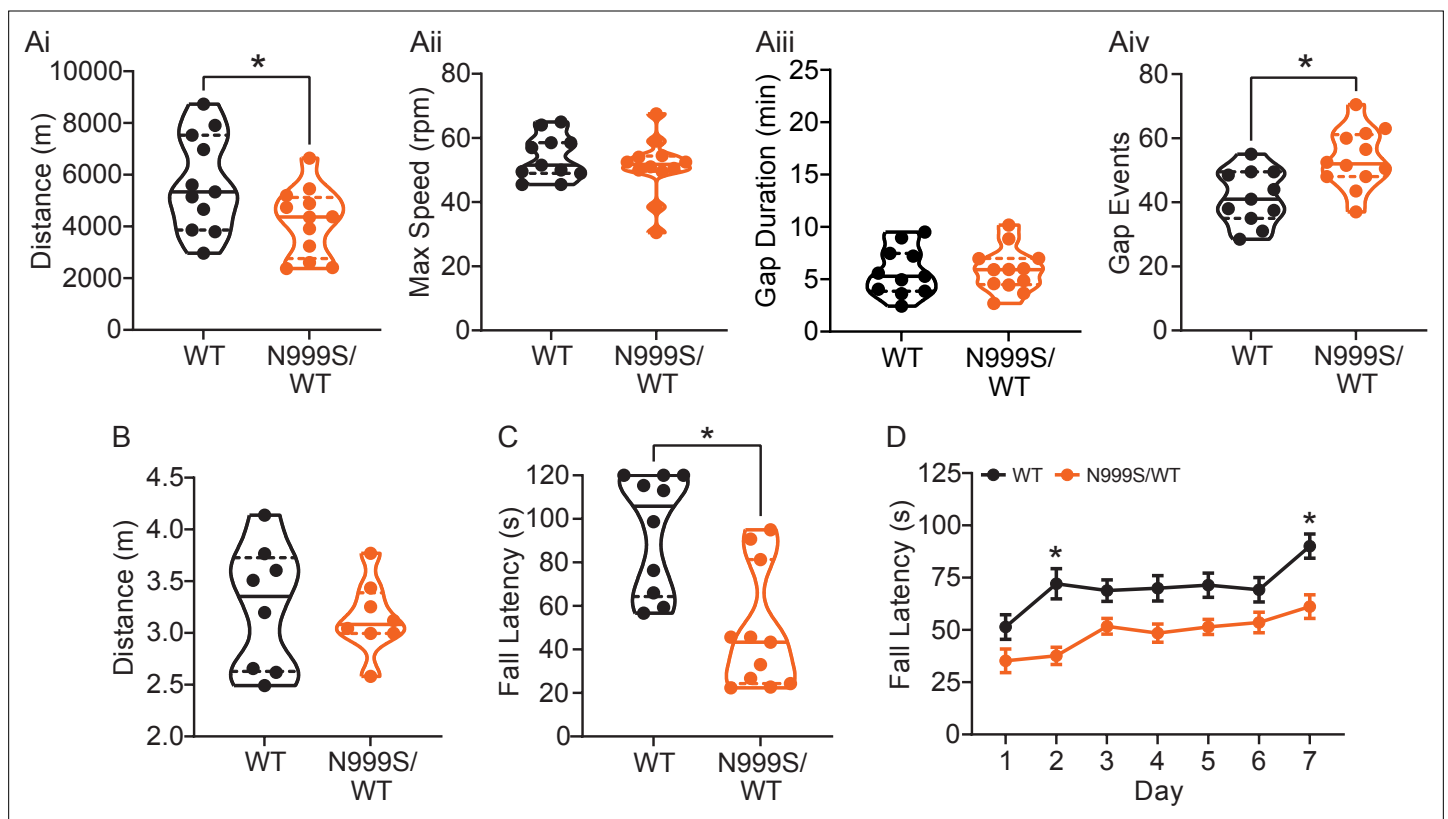 Ai
Distance (m)
10000
8000
6000
4000
2000
0
*
WT
N999S/
WT
Aii
Max Speed (rpm)
80
60
40
20
0
WT
N999S/
WT
Aiii
Gap Duration (min)
25
20
15
10
5
0
WT
N999S/
WT
Aiv
Gap Events
80
60
40
20
0
*
WT
N999S/
WT
B
Distance (m)
4.5
4.0
3.5
3.0
2.5
2.0
WT
N999S/
WT
C
Fall Latency (s)
120
100
80
60
40
20
0
*
WT
N999S/
WT
D
Fall Latency (s)
125
100
75
50
25
0
WT N999S/WT
*
*
1 2 3 4 5 6 7
Day